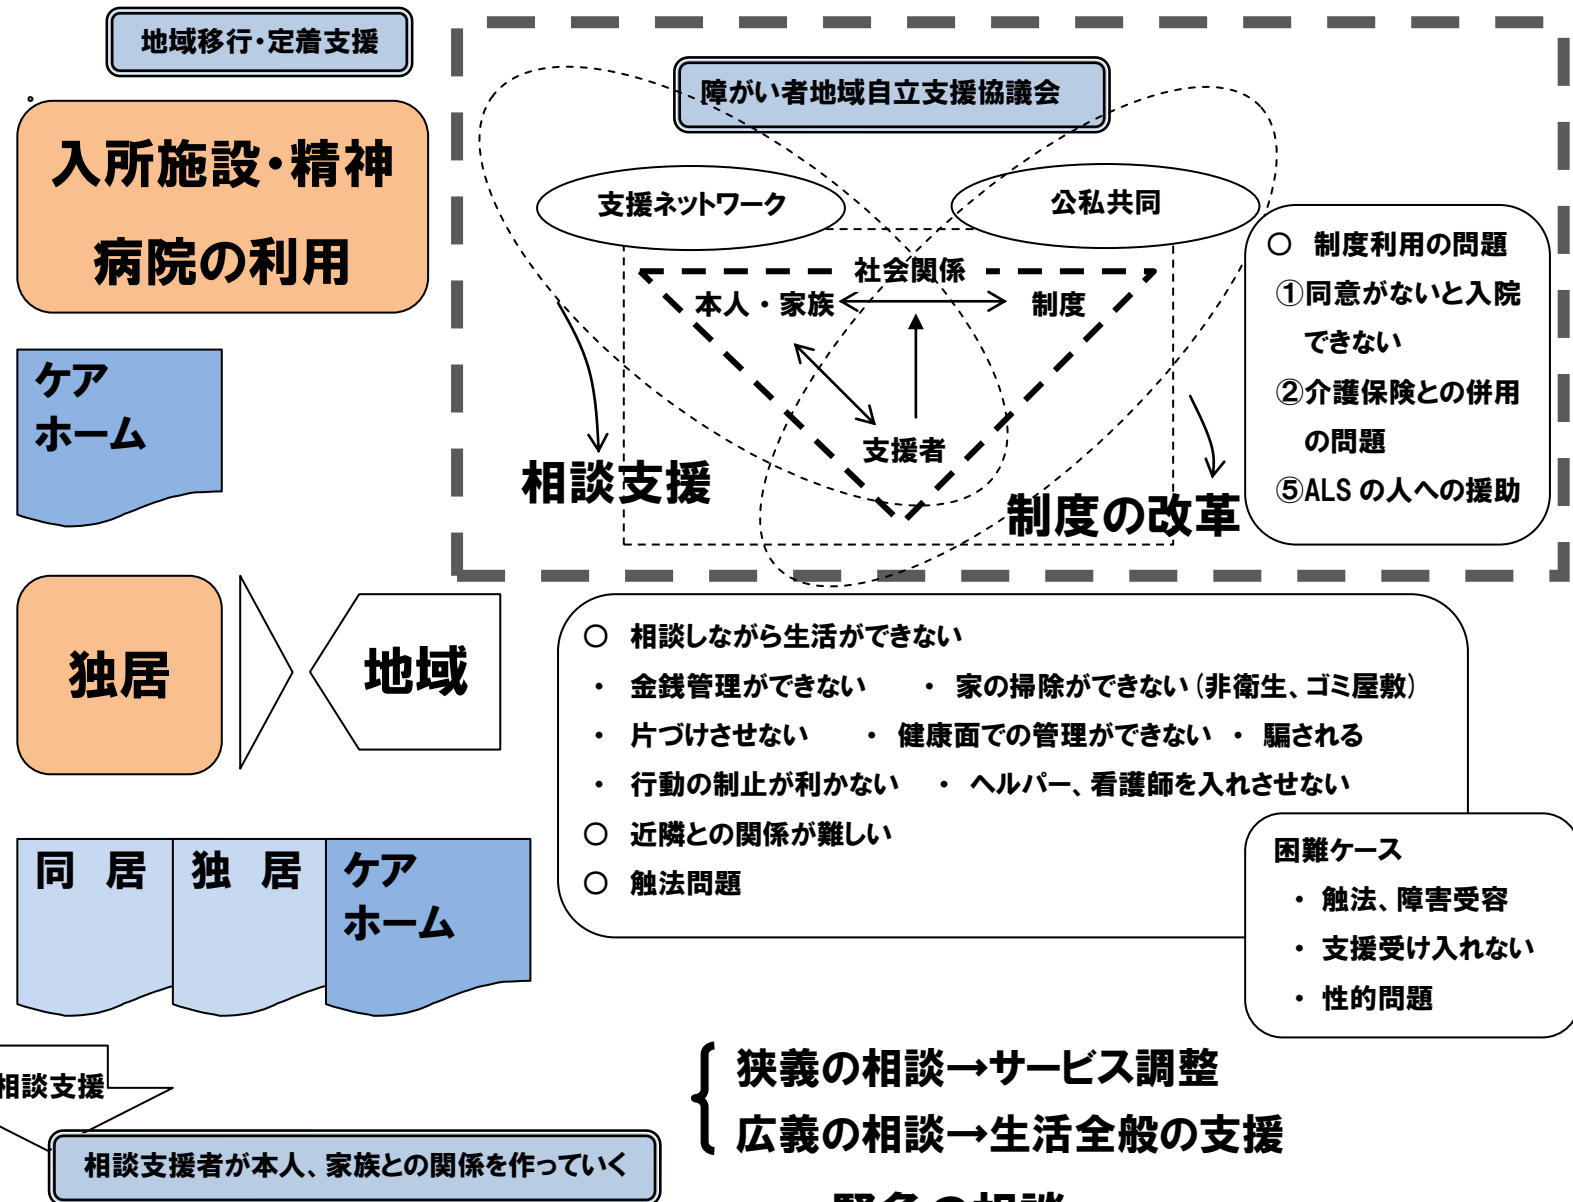 地域移行・定着支援
。
入所施設・精神
病院の利用
ケア
ホーム
独居
地域
同 居
独 居
ケア
ホーム
相談支援
相談支援者が本人、家族との関係を作っていく
障がい者地域自立支援協議会
支援ネットワーク
公私共同
社会関係
本人・家族
制度
支援者
相談支援
制度の改革
○ 制度利用の問題
①同意がないと入院
できない
②介護保険との併用
の問題
⑤ALSの人への援助
○ 相談しながら生活ができない
・ 金銭管理ができない ・ 家の掃除ができない(非衛生、ゴミ屋敷)
・ 片づけさせない ・ 健康面での管理ができない ・ 騙される
・ 行動の制止が利かない ・ ヘルパー、看護師を入れさせない
○ 近隣との関係が難しい
○ 触法問題
困難ケース
・ 触法、障害受容
・ 支援受け入れない
・ 性的問題
狭義の相談→サービス調整
広義の相談→生活全般の支援
緊急の相談